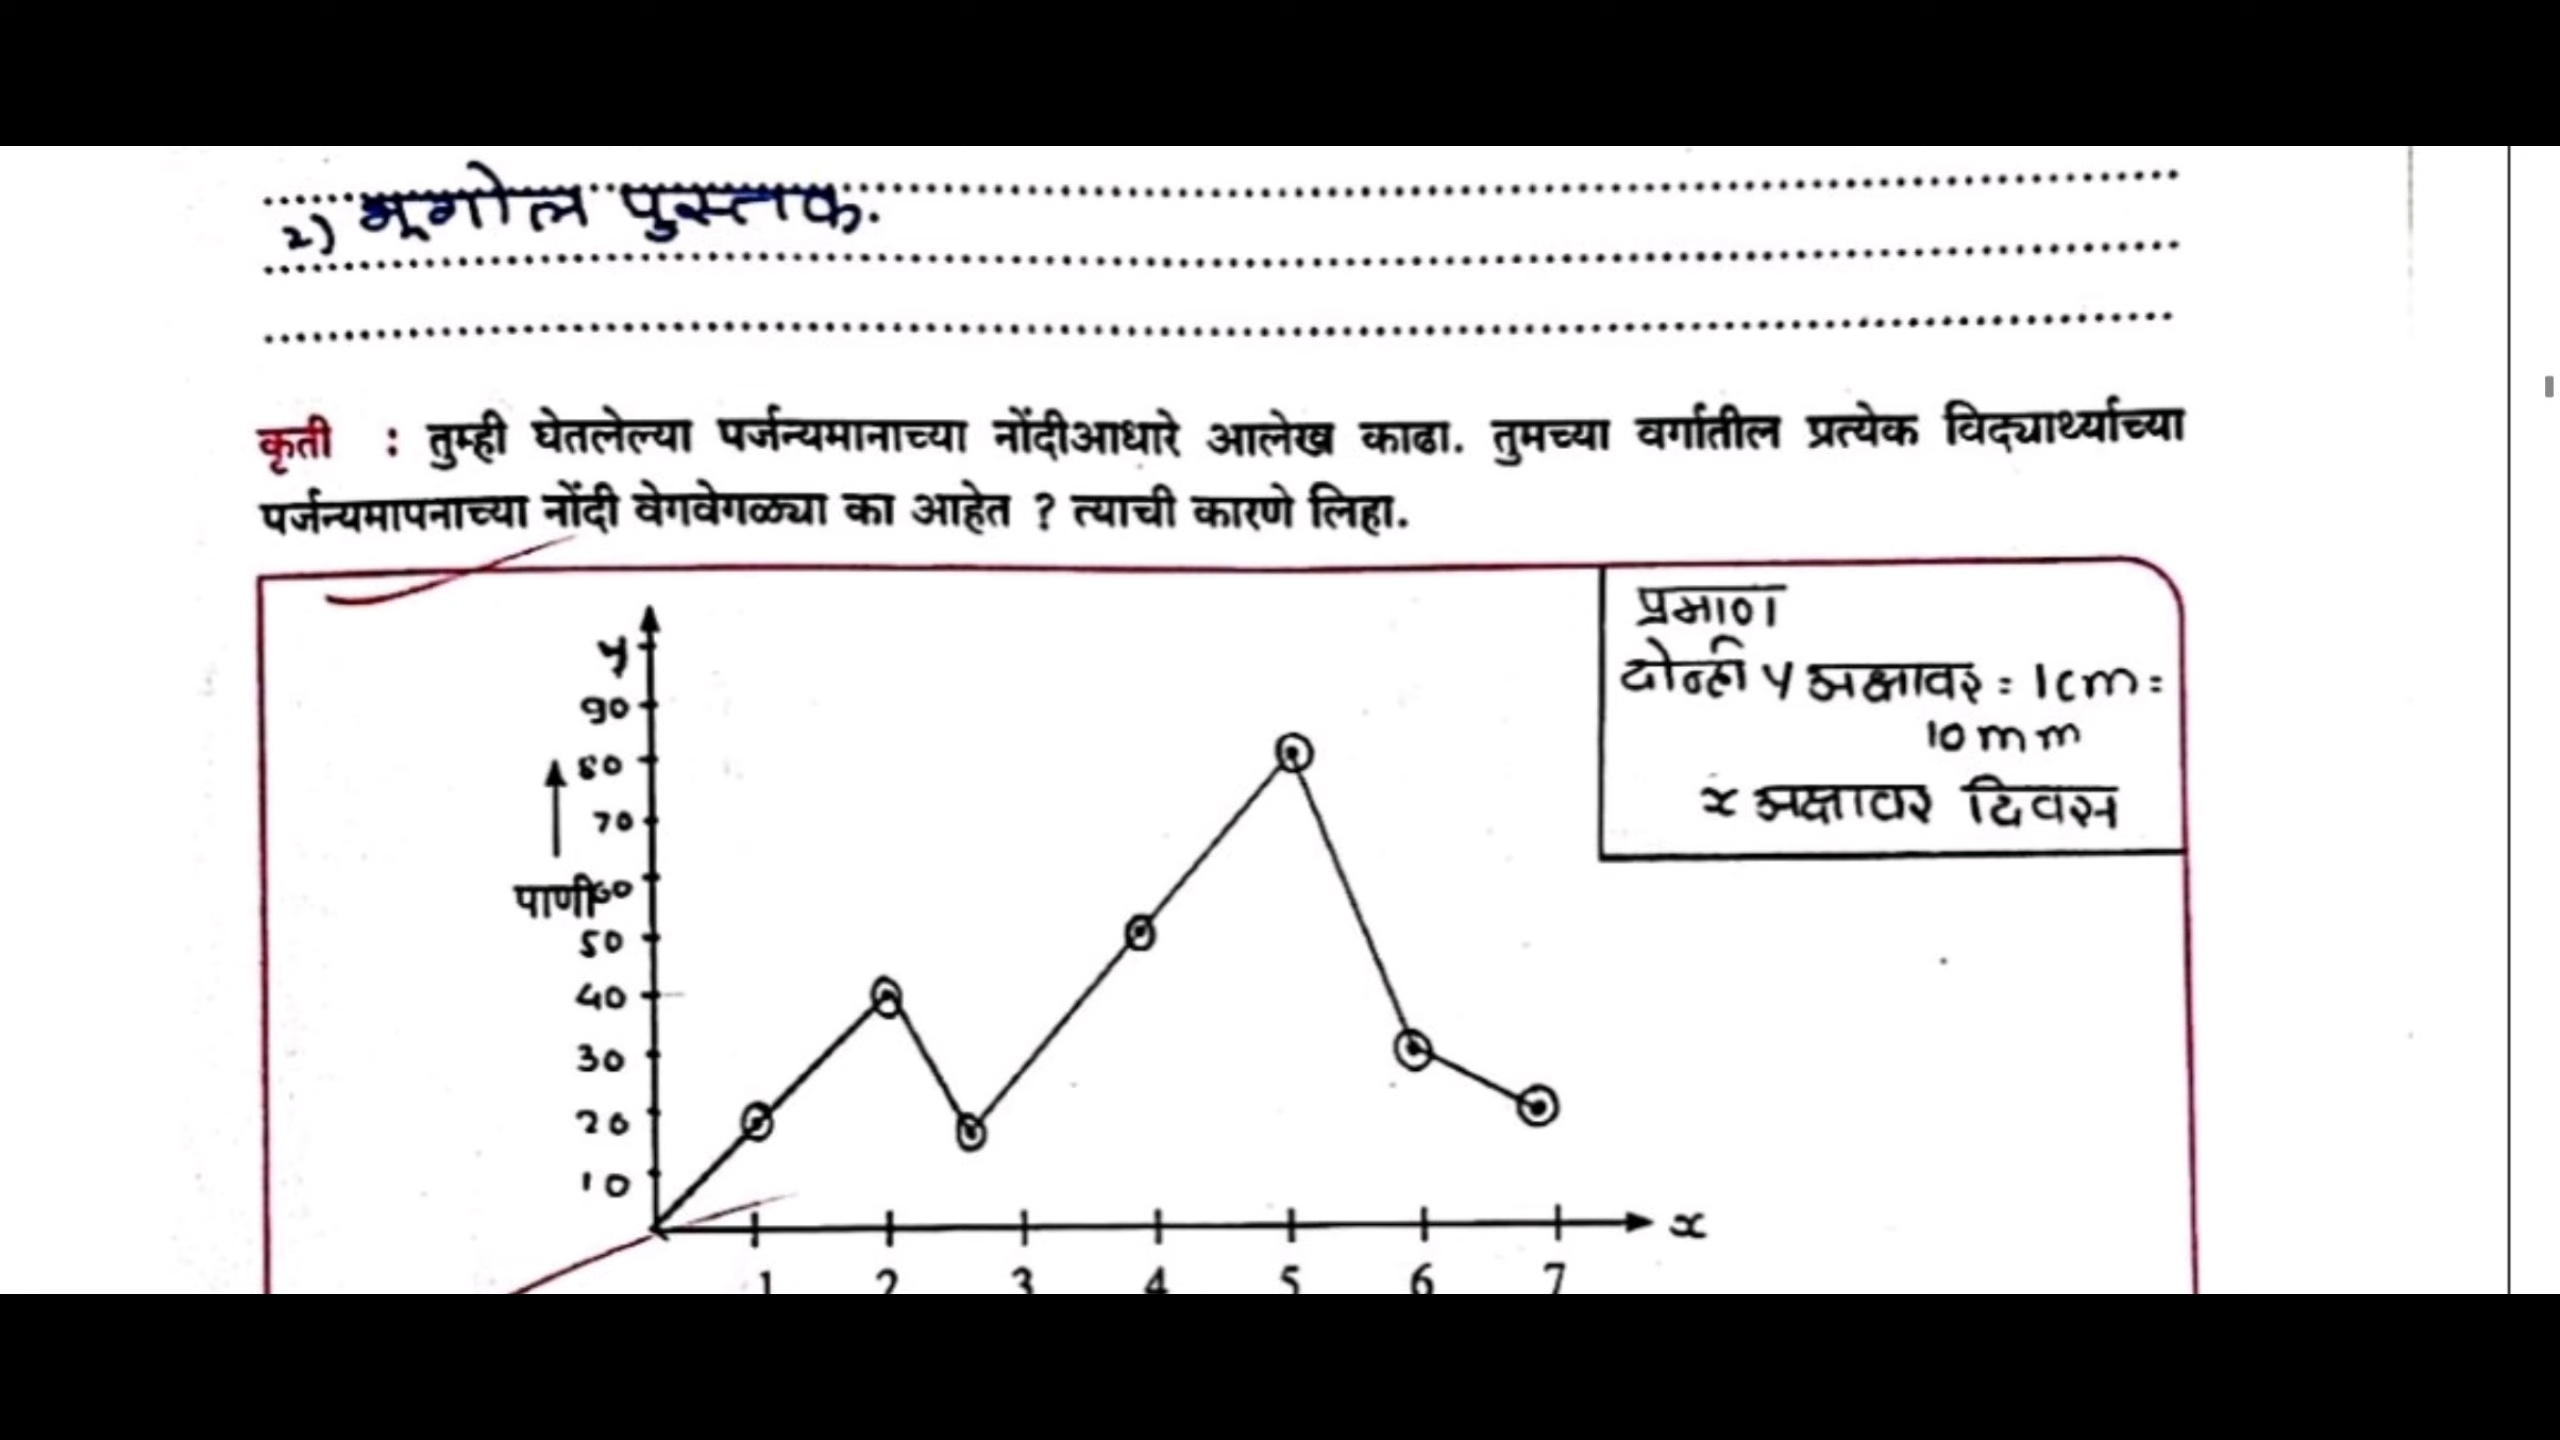 2) भूगोल पुस्तक.
कृती : तुम्ही घेतलेल्या पर्जन्यमानाच्या नोंदीआधारे आलेख काढा. तुमच्या वर्गातील प्रत्येक विद्यार्थ्याच्या
पर्जन्यमापनाच्या नोंदी वेगवेगळ्या का आहेत ? त्याची कारणे लिहा.
प्रमाण
दोन्ही y अक्षावर = 1cm =
10 mm
x अक्षावर दिवस
y
90
80
70
पाणी 60
50
40
30
20
10
x
1 2 3 4 5 6 7